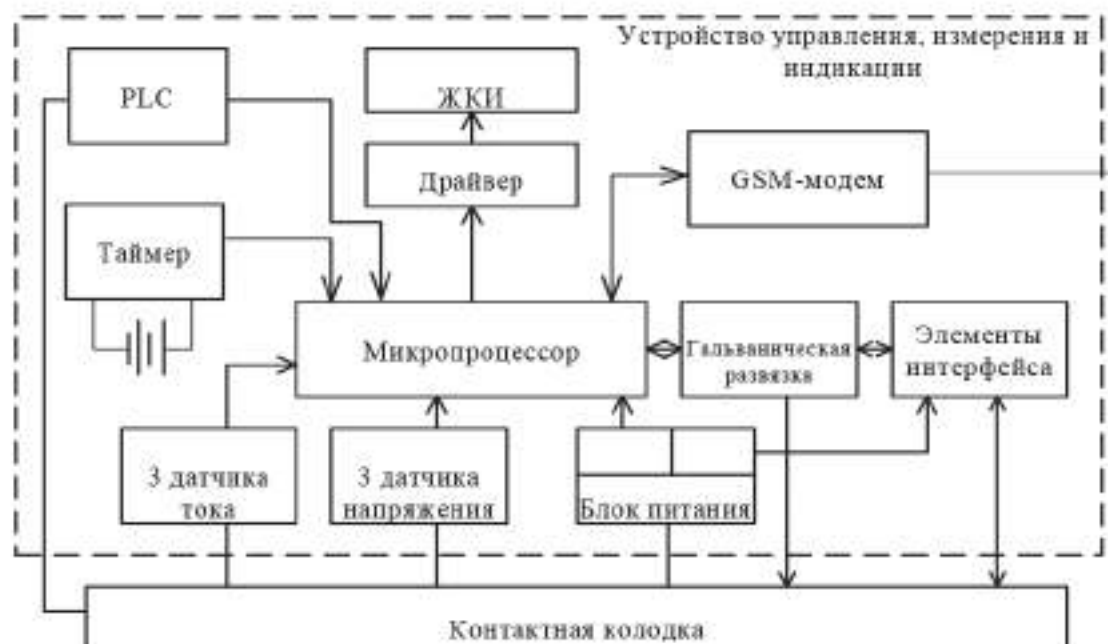 Устройство управления, измерения и
индикации
PLC
ЖКИ
Драйвер
GSM-модем
Таймер
Микропроцессор
Гальваническая
развязка
Элементы
интерфейса
3 датчика
тока
3 датчика
напряжения
Блок питания
Контактная колодка